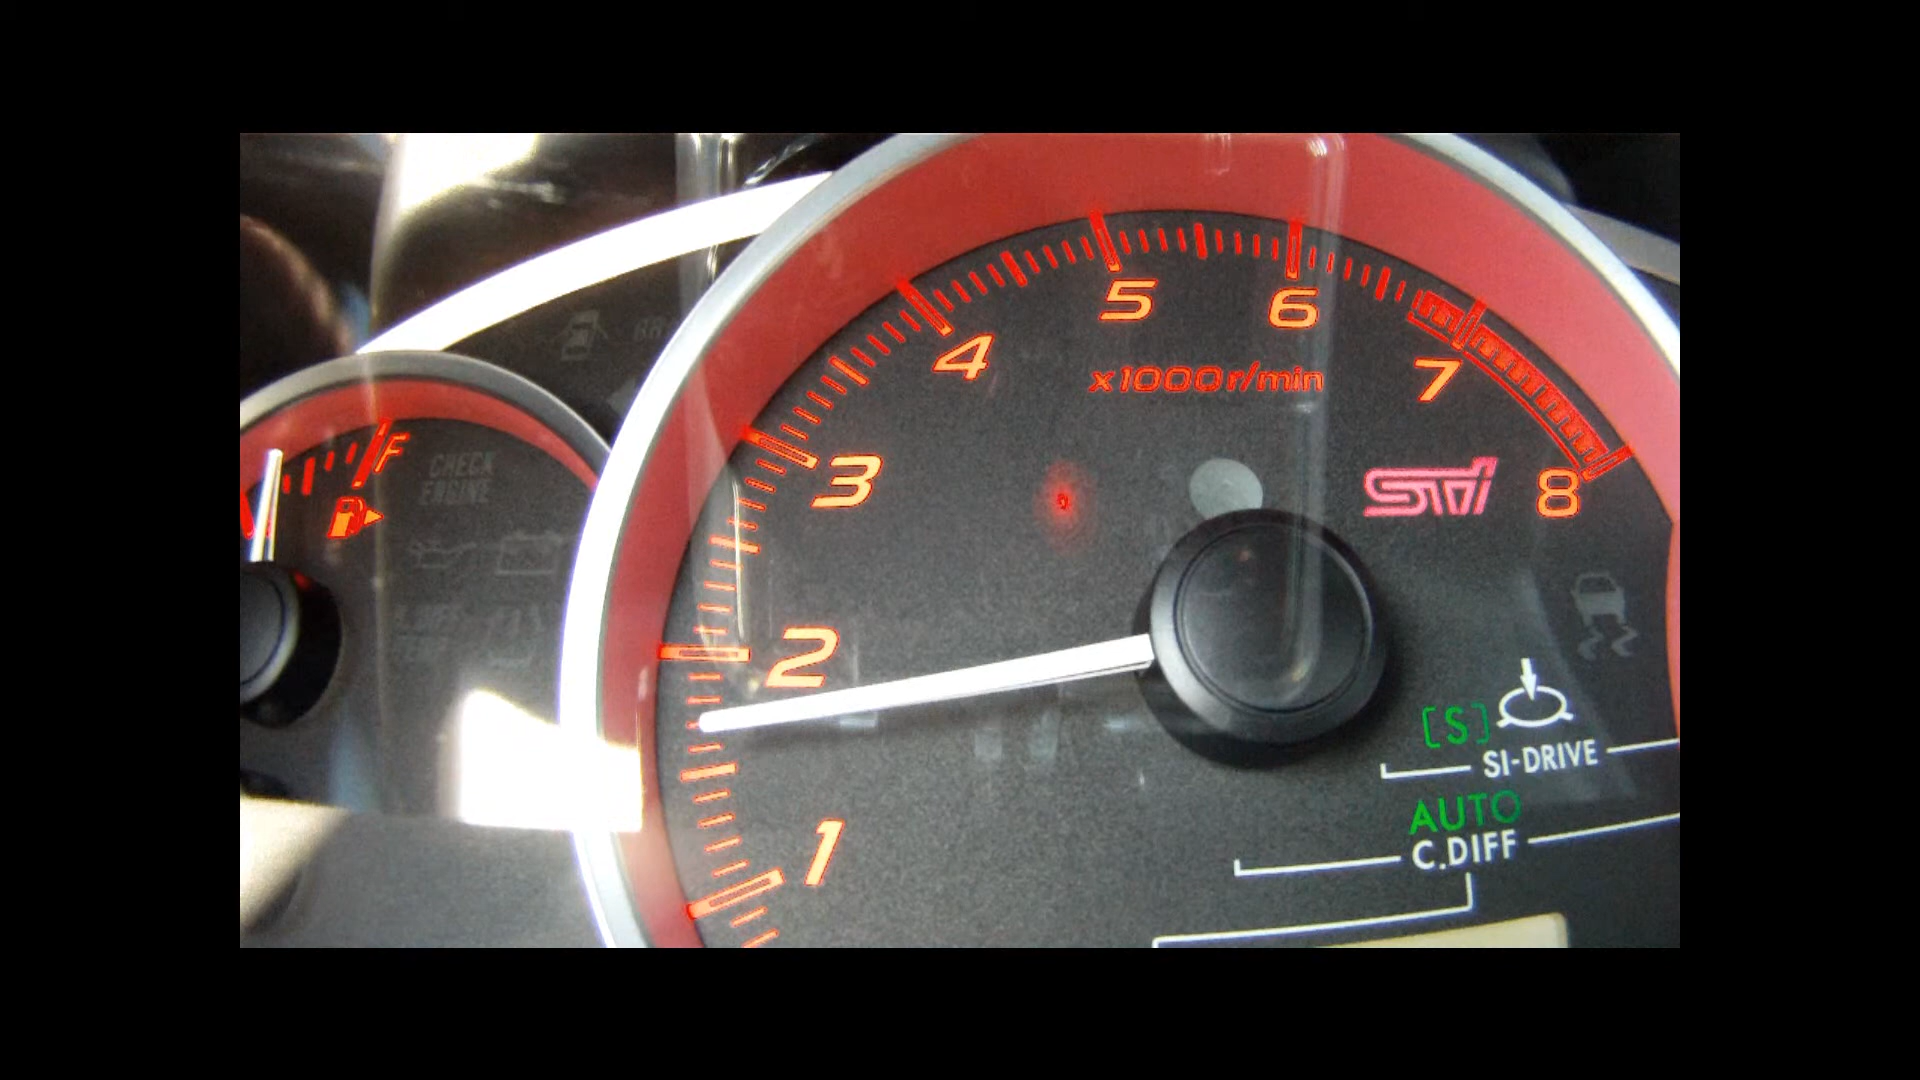 5
6
4
x1000r/min
7
F
CHECK
ENGINE
3
STI
8
2
[S]
SI-DRIVE
AUTO
1
C.DIFF